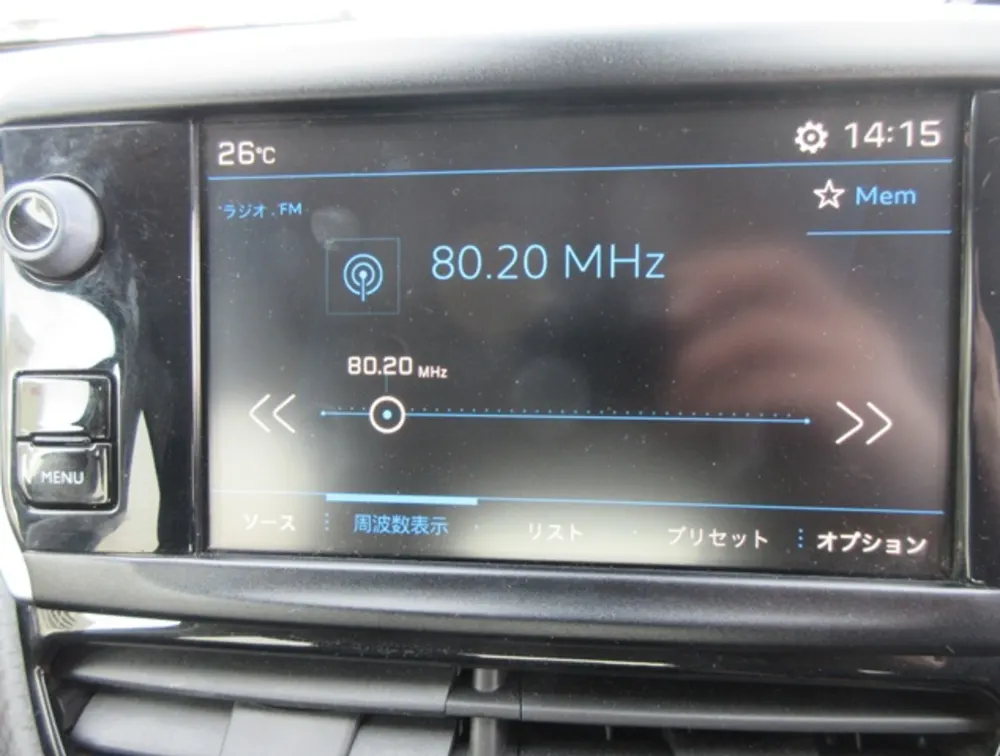 26°C
14:15
ラジオ . FM
Mem
80.20 MHz
80.20 MHz
MENU
ソース
周波数表示
リスト
プリセット
オプション